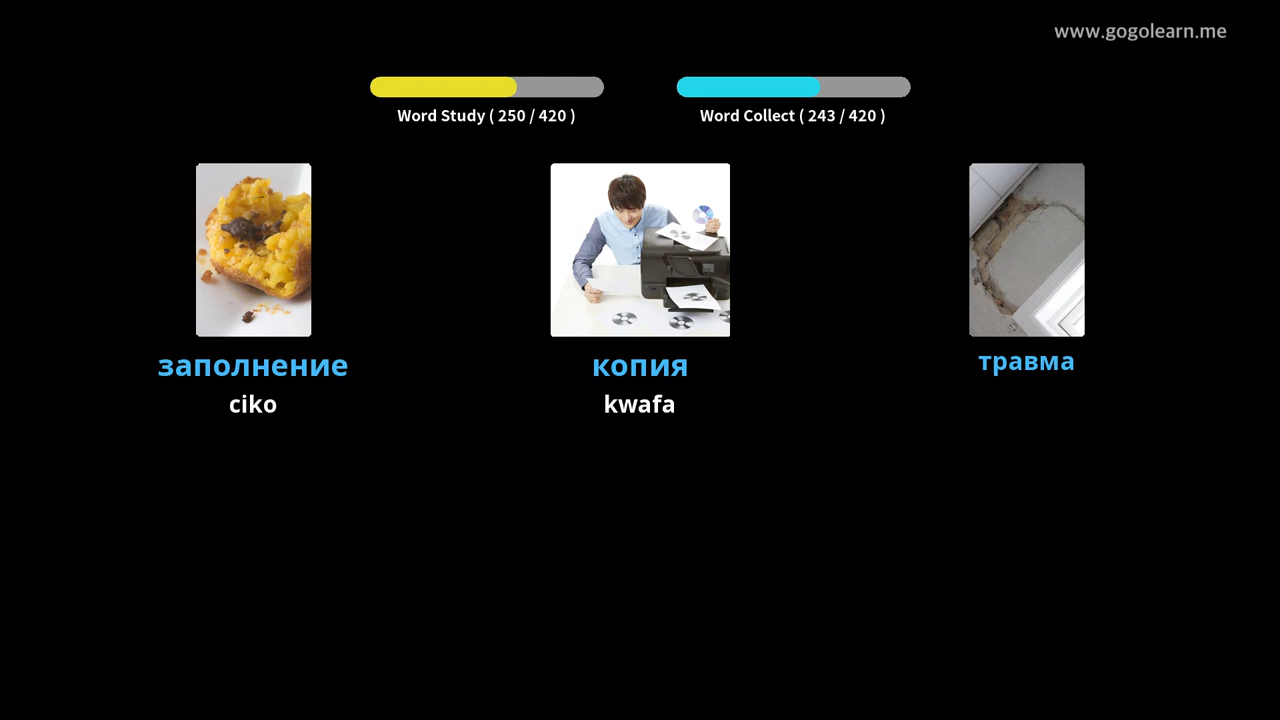 www.gogolearn.me
Word Study ( 250 / 420 )
Word Collect ( 243 / 420 )
заполнение
ciko
копия
kwafa
травма